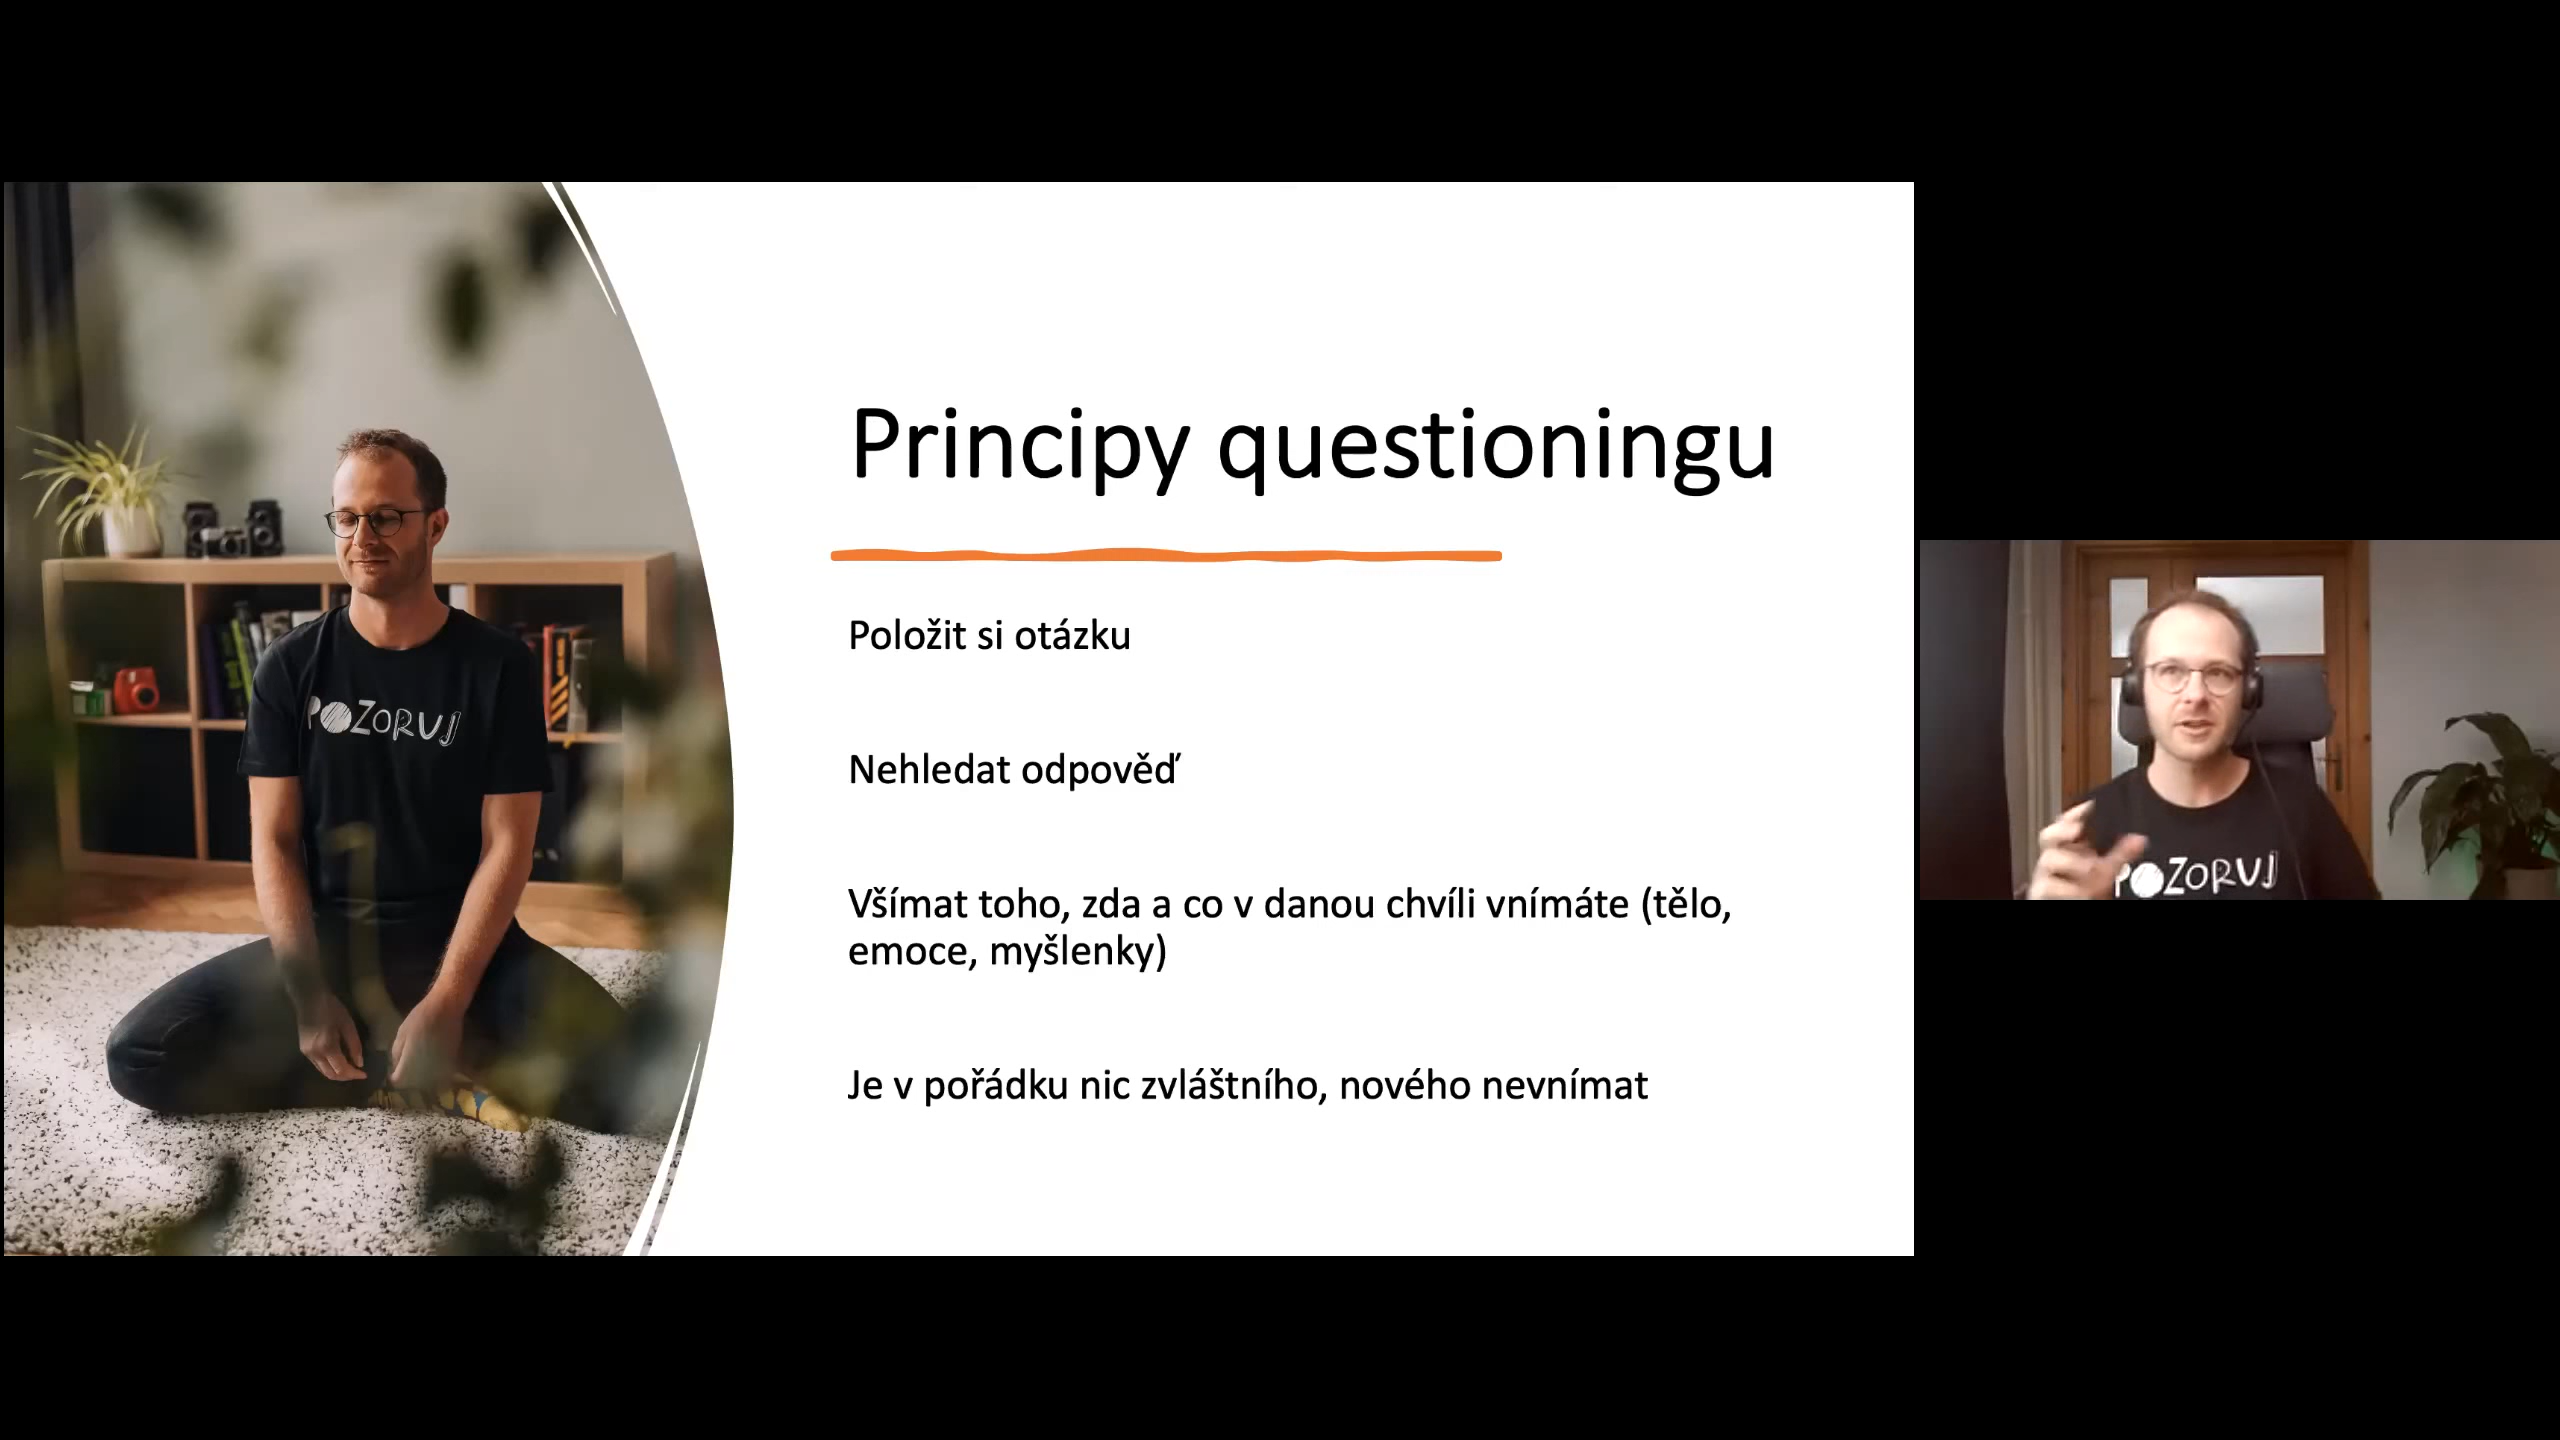 Principy questioningu
Položit si otázku
Nehledat odpověď
Všímat toho, zda a co v danou chvíli vnímáte (tělo,
emoce, myšlenky)
Je v pořádku nic zvláštního, nového nevnímat
POZORUJ
POZORUJ